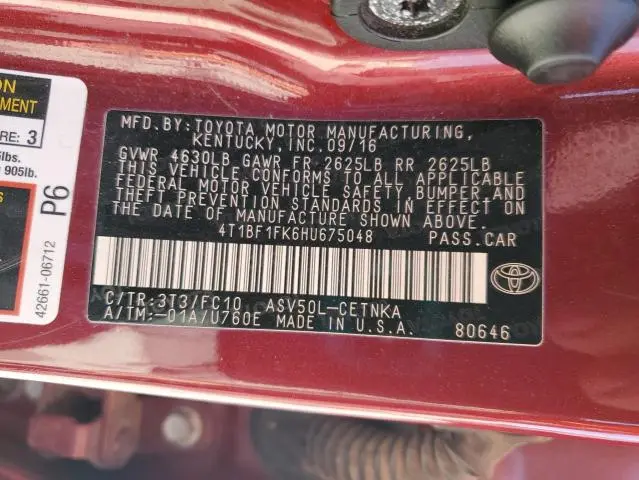 ON
EMENT
RE: 3
lbs.
905lb.
P6
42661-06712
MFD.BY:TOYOTA MOTOR MANUFACTURING,
KENTUCKY,INC.09/16
GVWR 4630LB GAWR FR 2625LB RR 2625LB
THIS VEHICLE CONFORMS TO ALL APPLICABLE
FEDERAL MOTOR VEHICLE SAFETY,BUMPER,AND
THEFT PREVENTION STANDARDS IN EFFECT ON
THE DATE OF MANUFACTURE SHOWN ABOVE.
4T1BF1FK6HU675048 PASS.CAR
C/TR:3T3/FC10 ASV50L-CETNKA
A/TM:-01A/U760E MADE IN U.S.A. 80646